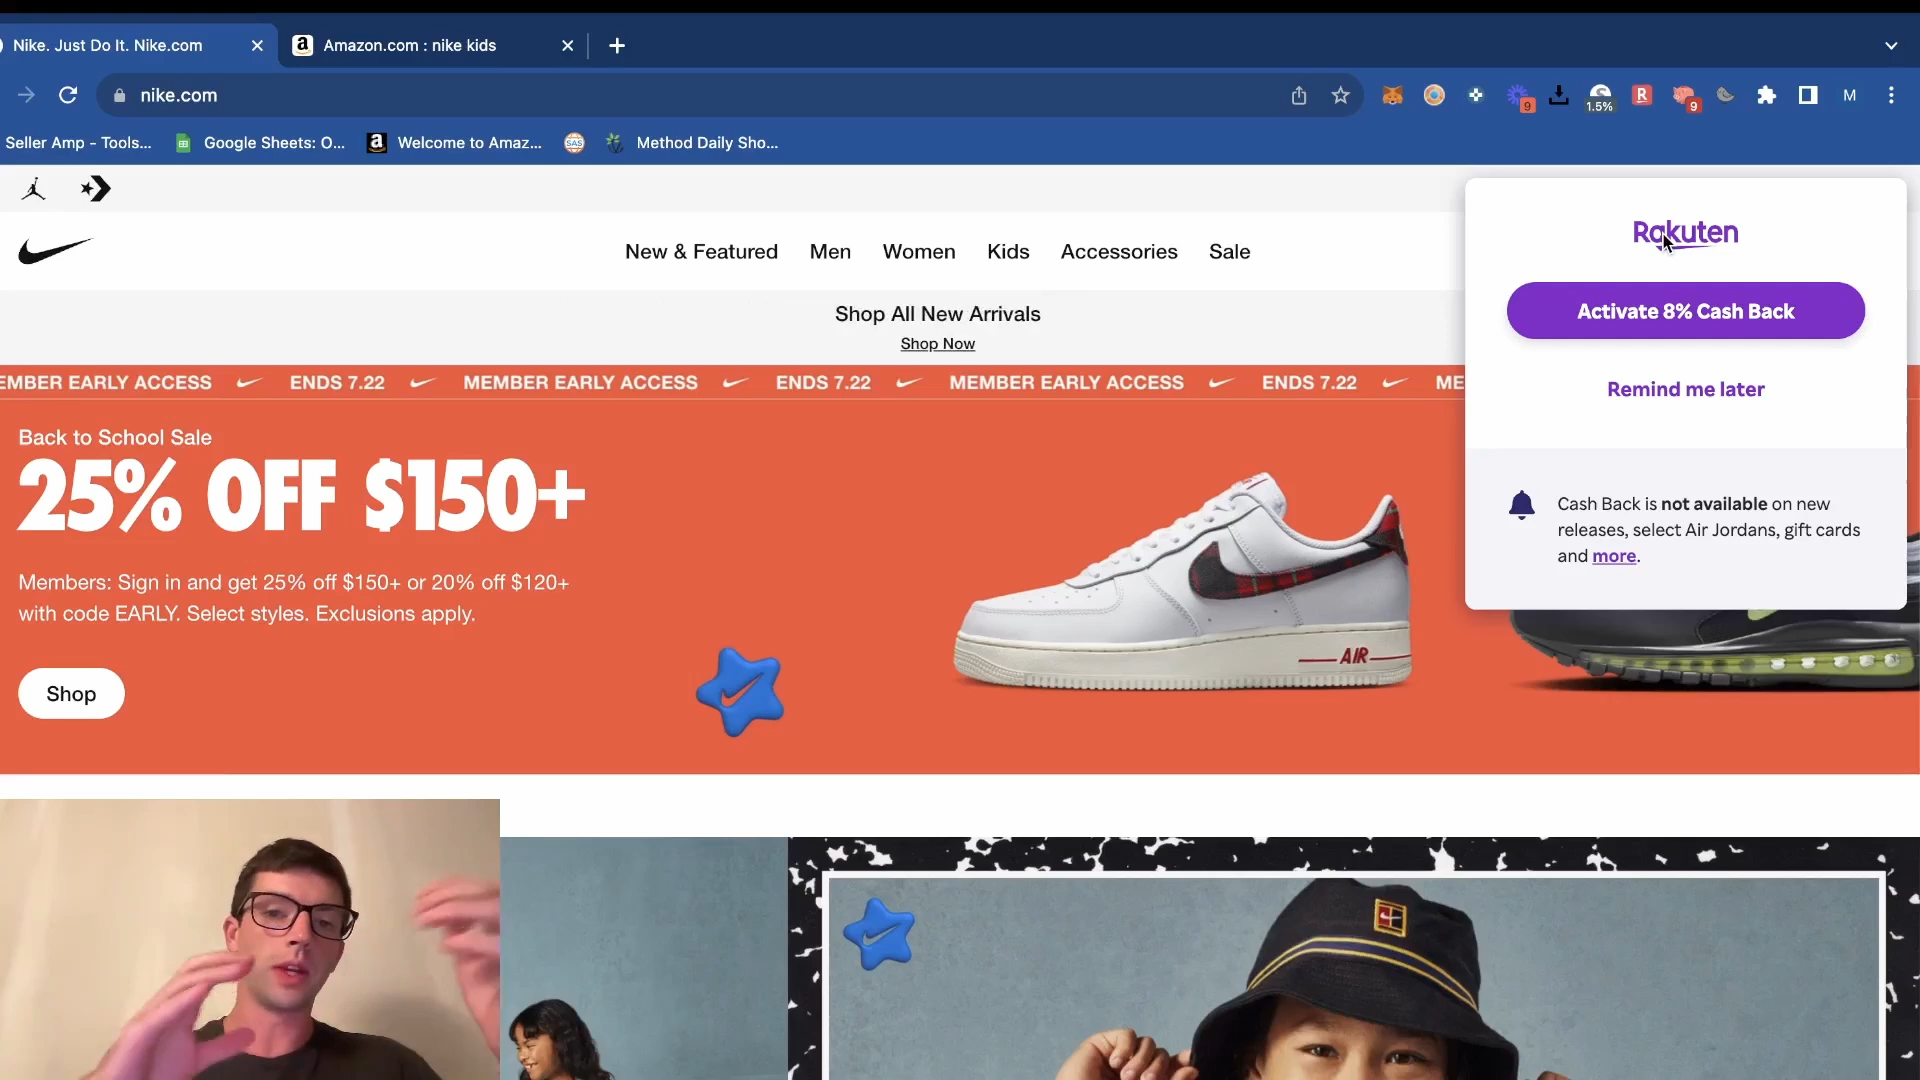 Nike. Just Do It. Nike.com
Amazon.com : nike kids
nike.com
9
1.5%
R
9
M
Seller Amp - Tools...
Google Sheets: O...
a
Welcome to Amaz...
SAS
Method Daily Sho...
New & Featured
Men
Women
Kids
Accessories
Sale
Rakuten
Activate 8% Cash Back
Remind me later
Cash Back is not available on new
releases, select Air Jordans, gift cards
and more.
Shop All New Arrivals
Shop Now
EMBER EARLY ACCESS ENDS 7.22 MEMBER EARLY ACCESS ENDS 7.22 MEMBER EARLY ACCESS ENDS 7.22 ME
Back to School Sale
25% OFF $150+
Members: Sign in and get 25% off $150+ or 20% off $120+
with code EARLY. Select styles. Exclusions apply.
Shop
AIR